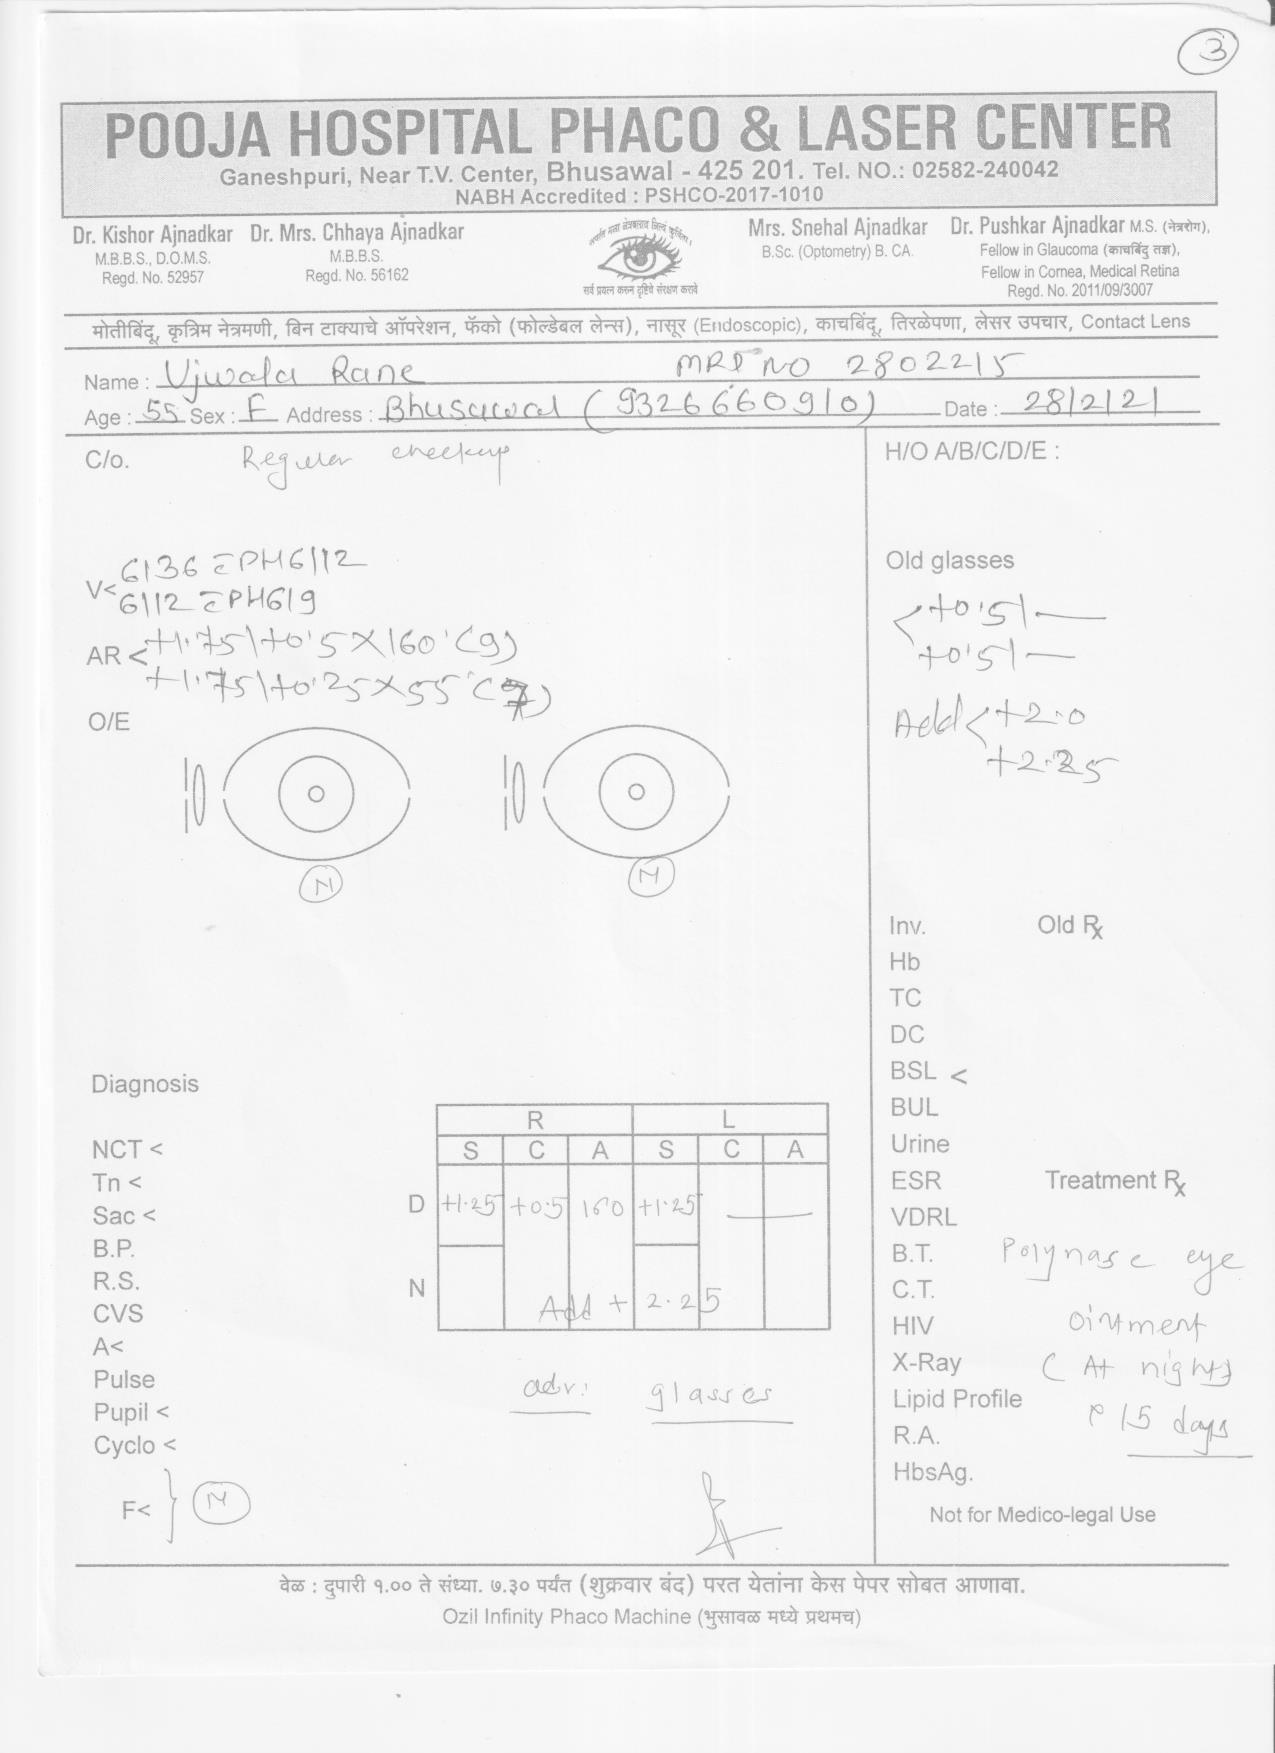 3
POOJA HOSPITAL PHACO & LASER CENTER
Ganeshpuri, Near T.V. Center, Bhusawal - 425 201. Tel. NO.: 02582-240042
NABH Accredited : PSHCO-2017-1010
Dr. Kishor Ajnadkar
M.B.B.S., D.O.M.S.
Regd. No. 52957
Dr. Mrs. Chhaya Ajnadkar
M.B.B.S.
Regd. No. 56162
सर्व प्रयत्न करून दृष्टिचे संरक्षण करावे
Mrs. Snehal Ajnadkar
B.Sc. (Optometry) B. CA.
Dr. Pushkar Ajnadkar M.S. (नेत्ररोग),
Fellow in Glaucoma (काचबिंदु तज्ञ),
Fellow in Cornea, Medical Retina
Regd. No. 2011/09/3007
मोतीबिंदू, कृत्रिम नेत्रमणी, बिन टाक्याचे ऑपरेशन, फॅको (फोल्डेबल लेन्स), नासूर (Endoscopic), काचबिंदू, तिरळेपणा, लेसर उपचार, Contact Lens
Name : Ujwala Rane MRD NO 2802215
Age : 55 Sex : F Address : Bhusawal (9326660910) Date : 28/2/21
C/o. Regular checkup
V< 6/36 c̄ PH 6/12
6/12 c̄ PH 6/9
AR < +1.75/+0.5 X 160° (9)
+1.75/+0.25 X 55° (7)
O/E
N N
Diagnosis
NCT <
Tn <
Sac <
B.P.
R.S.
CVS
A<
Pulse
Pupil <
Cyclo <
F< } N
R L
S C A S C A
D +1.25 +0.5 160 +1.25 —
N Add + 2.25
adv: glasses
H/O A/B/C/D/E :
Old glasses
< +0.5/—
+0.5/—
Add < +2.0
+2.25
Inv. Old ℞
Hb
TC
DC
BSL <
BUL
Urine
ESR Treatment ℞
VDRL
B.T. Polynase eye
C.T.
HIV ointment
X-Ray (At night)
Lipid Profile
15 days
R.A.
HbsAg.
Not for Medico-legal Use
वेळ : दुपारी १.०० ते संध्या. ७.३० पर्यंत (शुक्रवार बंद) परत येतांना केस पेपर सोबत आणावा.
Ozil Infinity Phaco Machine (भुसावळ मध्ये प्रथमच)